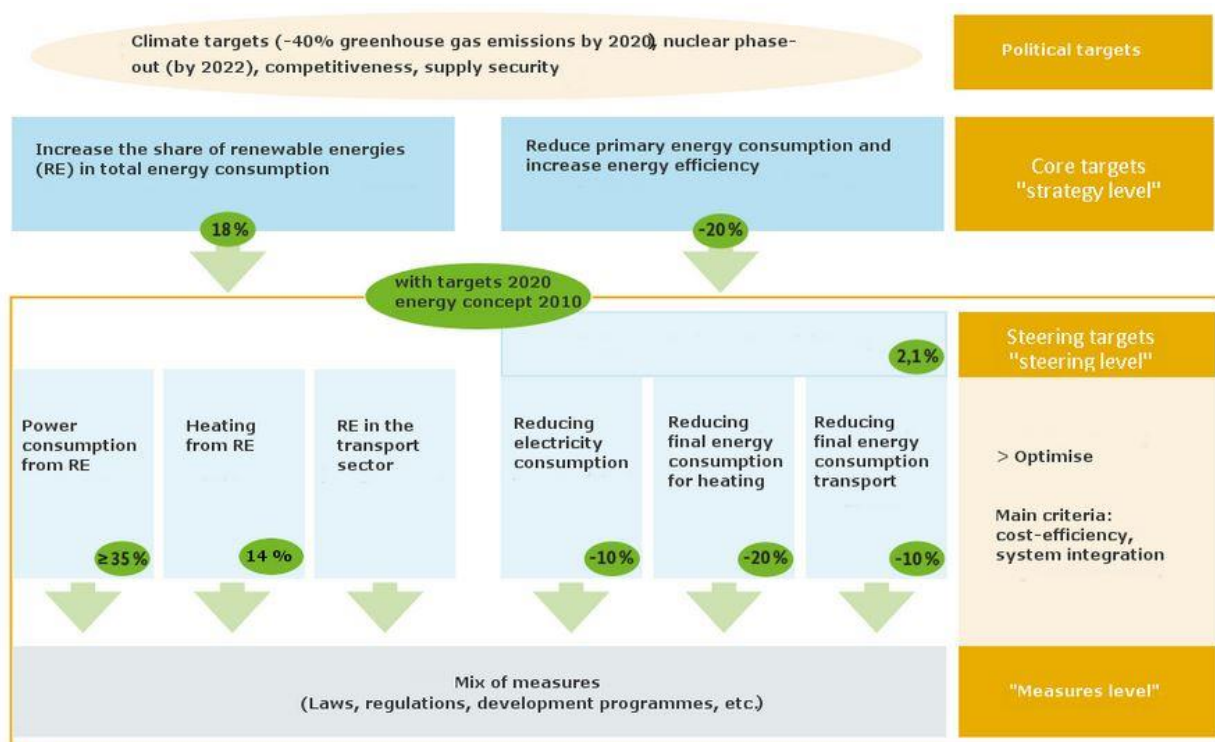 Climate targets (-40% greenhouse gas emissions by 2020), nuclear phase-
out (by 2022), competitiveness, supply security
Political targets
Increase the share of renewable energies
(RE) in total energy consumption
18%
Reduce primary energy consumption and
increase energy efficiency
-20%
Core targets
"strategy level"
with targets 2020
energy concept 2010
2,1%
Steering targets
"steering level"
Power
consumption
from RE
≥35%
Heating
from RE
14 %
RE in the
transport
sector
Reducing
electricity
consumption
-10%
Reducing
final energy
consumption
for heating
-20%
Reducing
final energy
consumption
transport
-10%
> Optimise
Main criteria:
cost-efficiency,
system integration
Mix of measures
(Laws, regulations, development programmes, etc.)
"Measures level"